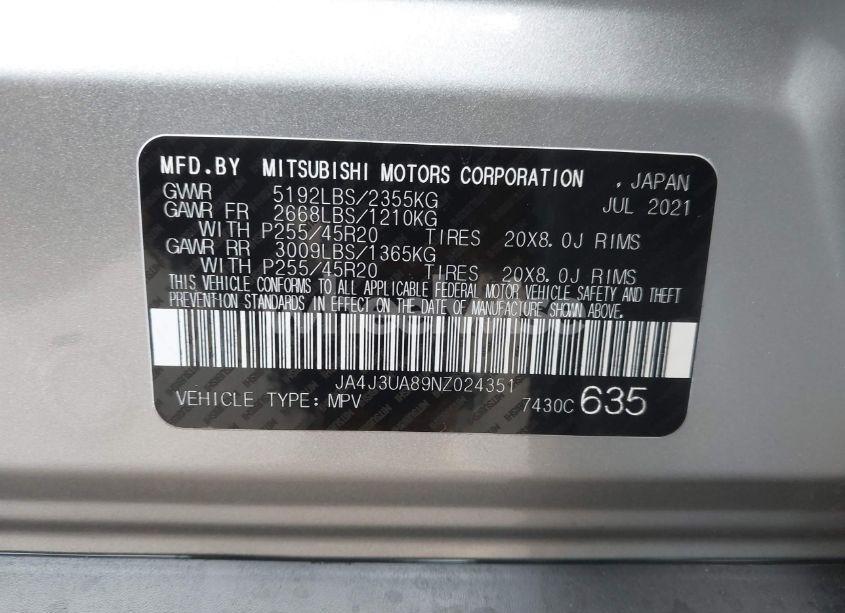 MFD.BY MITSUBISHI MOTORS CORPORATION , JAPAN
GVWR 5192LBS/2355KG JUL 2021
GAWR FR 2668LBS/1210KG
WITH P255/45R20 TIRES 20X8.0J RIMS
GAWR RR 3009LBS/1365KG
WITH P255/45R20 TIRES 20X8.0J RIMS
THIS VEHICLE CONFORMS TO ALL APPLICABLE FEDERAL MOTOR VEHICLE SAFETY AND THEFT
PREVENTION STANDARDS IN EFFECT ON THE DATE OF MANUFACTURE SHOWN ABOVE.
JA4J3UA89NZ024351
VEHICLE TYPE: MPV 7430C 635